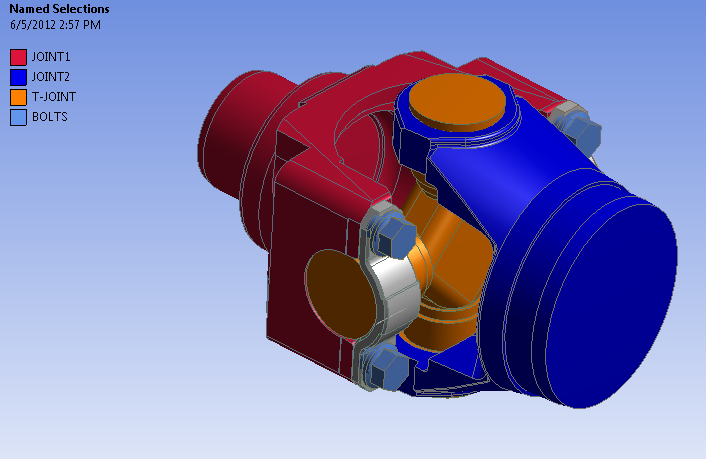 Named Selections
6/5/2012 2:57 PM
JOINT1
JOINT2
T-JOINT
BOLTS